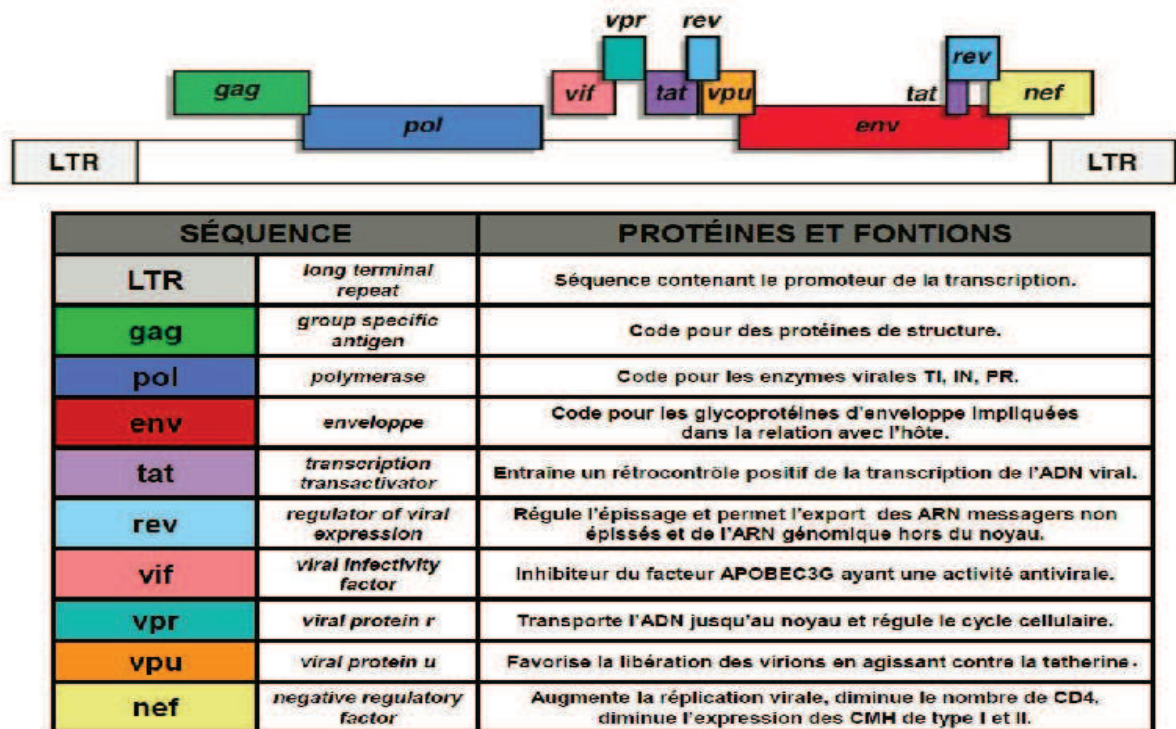 vpr rev
gag vif tat vpu tat rev nef
pol env
LTR LTR
SÉQUENCE PROTÉINES ET FONTIONS
LTR long terminal repeat Séquence contenant le promoteur de la transcription.
gag group specific antigen Code pour des protéines de structure.
pol polymerase Code pour les enzymes virales TI, IN, PR.
env enveloppe Code pour les glycoprotéines d'enveloppe impliquées
dans la relation avec l'hôte.
tat transcription transactivator Entraîne un rétrocontrôle positif de la transcription de l'ADN viral.
rev regulator of viral expression Régule l'épissage et permet l'export des ARN messagers non
épissés et de l'ARN génomique hors du noyau.
vif viral infectivity factor Inhibiteur du facteur APOBEC3G ayant une activité antivirale.
vpr viral protein r Transporte l'ADN jusqu'au noyau et régule le cycle cellulaire.
vpu viral protein u Favorise la libération des virions en agissant contre la tetherine.
nef negative regulatory factor Augmente la réplication virale, diminue le nombre de CD4,
diminue l'expression des CMH de type I et II.